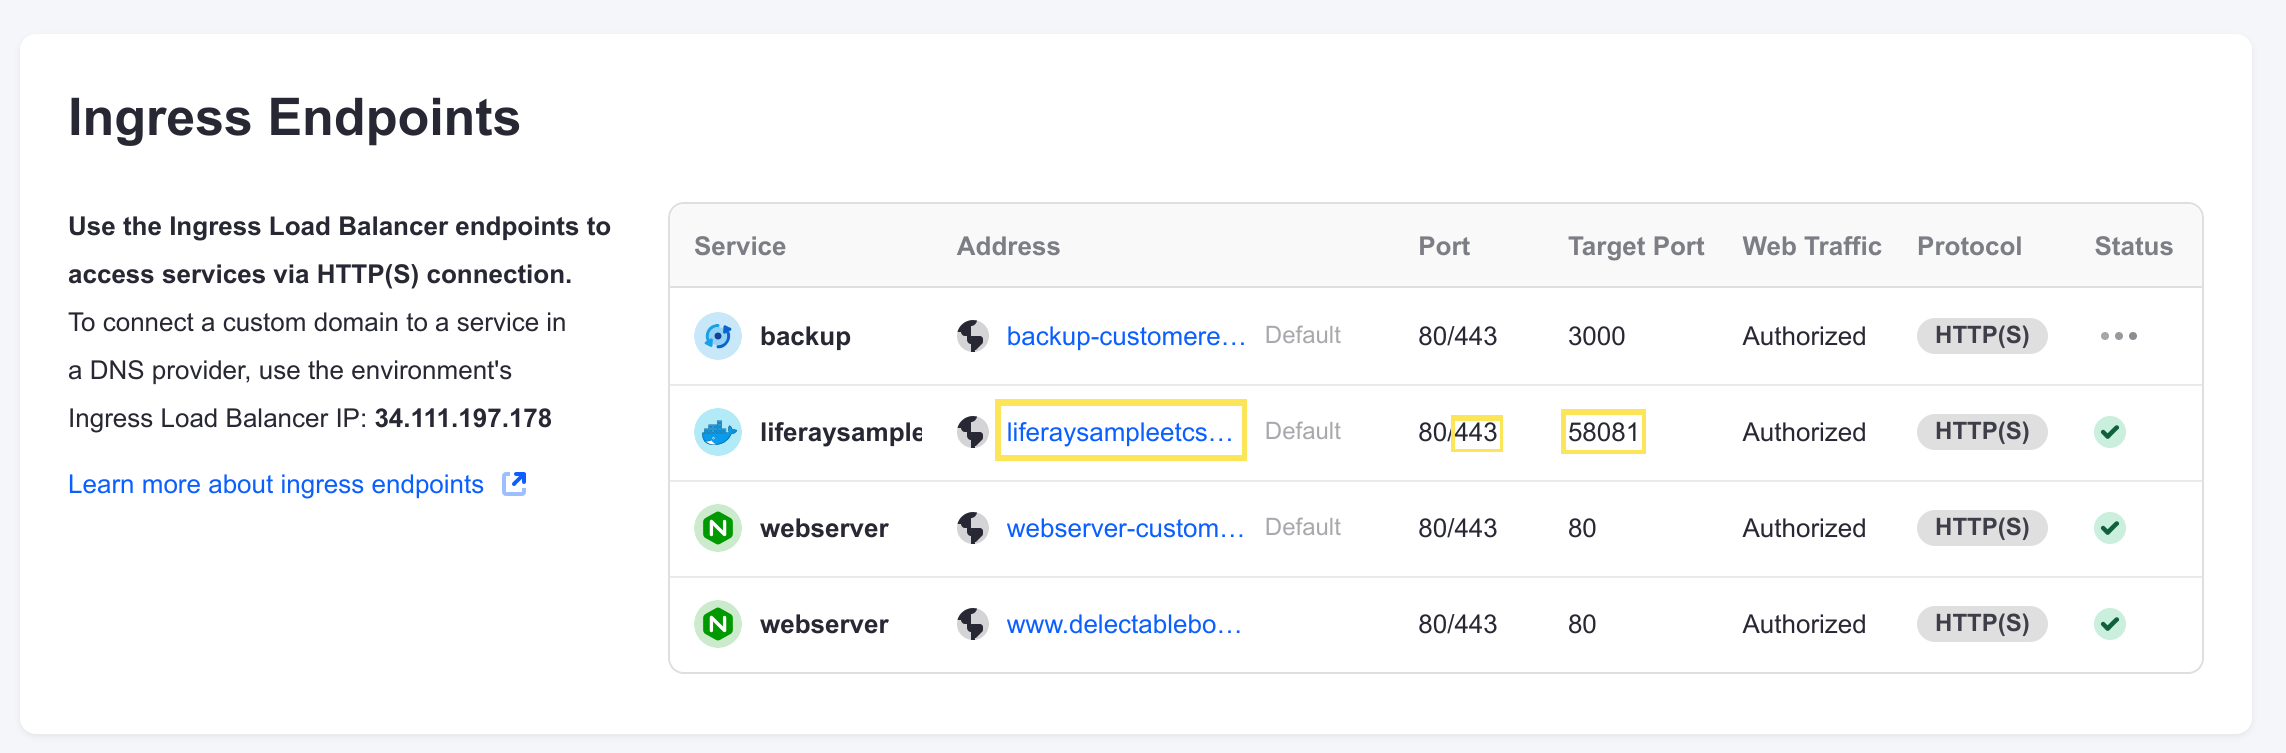 Ingress Endpoints
Use the Ingress Load Balancer endpoints to
access services via HTTP(S) connection.
To connect a custom domain to a service in
a DNS provider, use the environment's
Ingress Load Balancer IP: 34.111.197.178
Learn more about ingress endpoints
Service Address Port Target Port Web Traffic Protocol Status
backup backup-customere... Default 80/443 3000 Authorized HTTP(S)
liferaysample liferaysampleetcs... Default 80/443 58081 Authorized HTTP(S)
webserver webserver-custom... Default 80/443 80 Authorized HTTP(S)
webserver www.delectablebo... 80/443 80 Authorized HTTP(S)